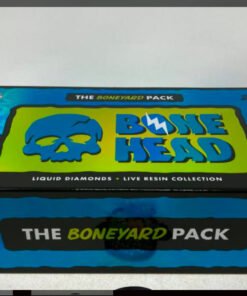 THE BONEYARD PACK
BONE
HEAD
LIQUID DIAMONDS • LIVE RESIN COLLECTION
THE BONEYARD PACK